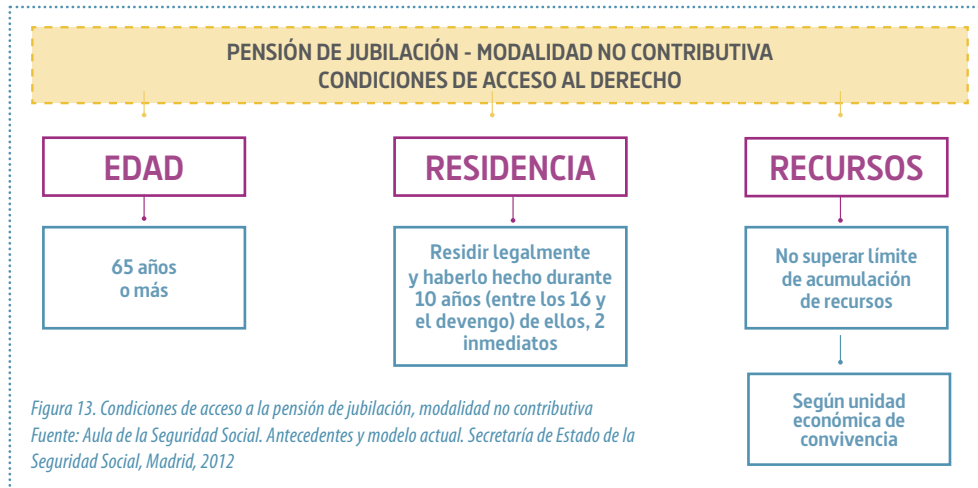 PENSIÓN DE JUBILACIÓN - MODALIDAD NO CONTRIBUTIVA
CONDICIONES DE ACCESO AL DERECHO
EDAD
65 años
o más
RESIDENCIA
Residir legalmente
y haberlo hecho durante
10 años (entre los 16 y
el devengo) de ellos, 2
inmediatos
RECURSOS
No superar límite
de acumulación
de recursos
Según unidad
económica de
convivencia
Figura 13. Condiciones de acceso a la pensión de jubilación, modalidad no contributiva
Fuente: Aula de la Seguridad Social. Antecedentes y modelo actual. Secretaría de Estado de la
Seguridad Social, Madrid, 2012